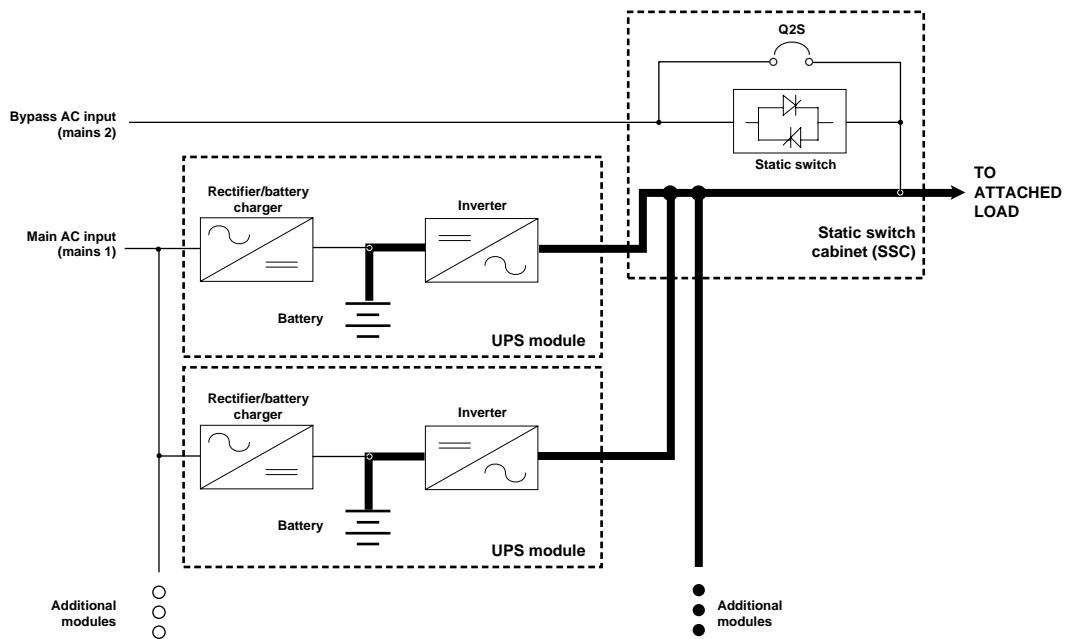 Q2S
Bypass AC input
(mains 2)
Static switch
TO
ATTACHED
LOAD
Static switch
cabinet (SSC)
Rectifier/battery
charger
Inverter
Main AC input
(mains 1)
Battery
UPS module
Rectifier/battery
charger
Inverter
Battery
UPS module
Additional
modules
Additional
modules